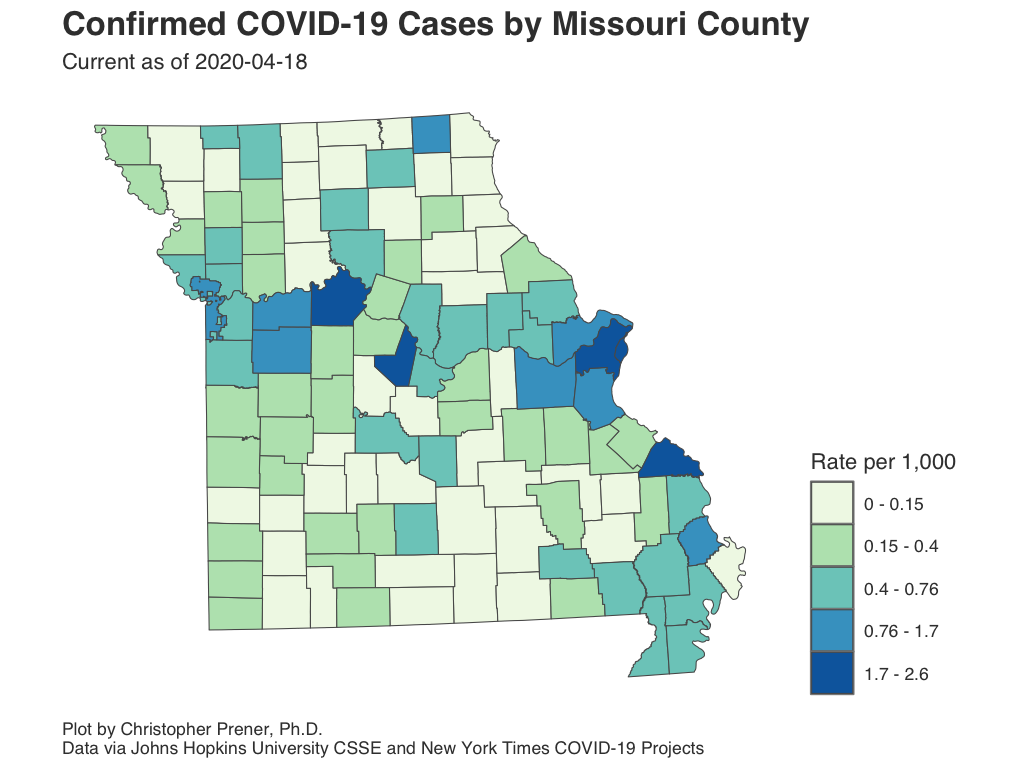 Confirmed COVID-19 Cases by Missouri County
Current as of 2020-04-18
Rate per 1,000
0 - 0.15
0.15 - 0.4
0.4 - 0.76
0.76 - 1.7
1.7 - 2.6
Plot by Christopher Prener, Ph.D.
Data via Johns Hopkins University CSSE and New York Times COVID-19 Projects